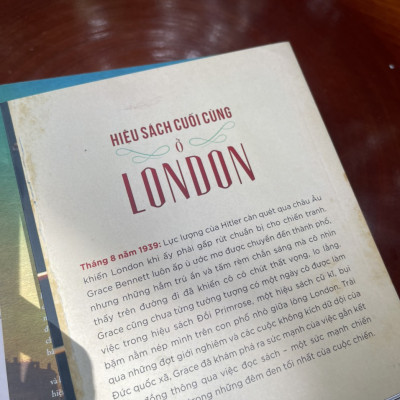 HIỆU SÁCH CUỐI CÙNG
Ở
LONDON
Tháng 8 năm 1939: Lực lượng của Hitler càn quét qua châu Âu
khiến London khi ấy phải gấp rút chuẩn bị cho chiến tranh.
Grace Bennett luôn ấp ủ ước mơ được chuyển đến thành phố,
nhưng những hầm trú ẩn và tấm rèm chắn sáng mà cô nhìn
thấy trên đường đi đã khiến cô có chút thất vọng, lo lắng.
Grace cũng chưa từng tưởng tượng có một ngày cô được làm
việc trong hiệu sách Đồi Primrose, một hiệu sách cũ kĩ, bụi
bặm nằm nép mình trên con phố nhỏ giữa lòng London. Trải
qua những đợt giới nghiêm và các cuộc không kích dữ dội của
Đức quốc xã, Grace đã khám phá ra sức mạnh của việc gắn kết
đồng thông qua việc đọc sách – một sức mạnh chiến
trong những đêm đen tối nhất của cuộc chiến.